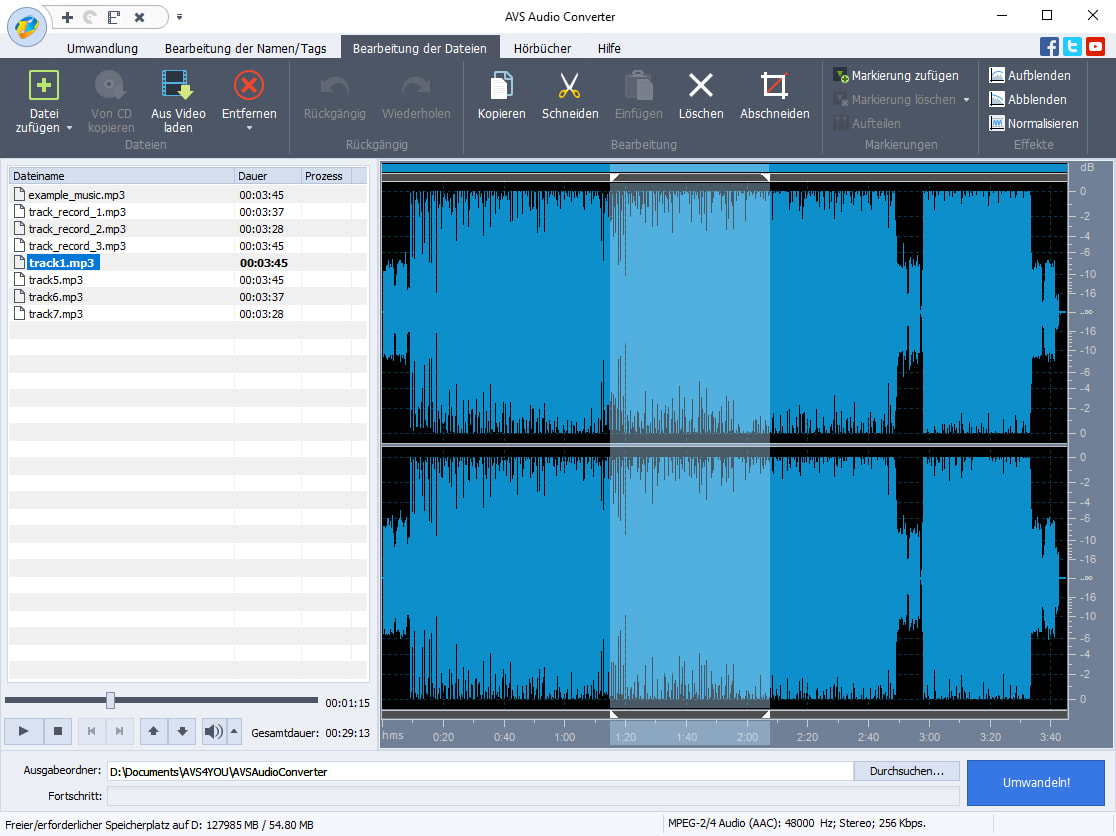 AVS Audio Converter
Umwandlung Bearbeitung der Namen/Tags Bearbeitung der Dateien Hörbücher Hilfe
Datei zufügen
Von CD kopieren
Aus Video laden
Entfernen
Dateien
Rückgängig
Wiederholen
Rückgängig
Kopieren
Schneiden
Einfügen
Löschen
Abschneiden
Bearbeitung
Markierung zufügen
Markierung löschen
Aufteilen
Markierungen
Aufblenden
Abblenden
Normalisieren
Effekte
Dateiname Dauer Prozess
example_music.mp3 00:03:45
track_record_1.mp3 00:03:37
track_record_2.mp3 00:03:28
track_record_3.mp3 00:03:45
track1.mp3 00:03:45
track5.mp3 00:03:45
track6.mp3 00:03:37
track7.mp3 00:03:28
00:01:15
Gesamtdauer: 00:29:13
dB
0
-2
-4
-6
-10
-16
-∞
-16
-10
-6
-4
-2
0
0
-2
-4
-6
-10
-16
-∞
-16
-10
-6
-4
-2
0
hms 0:20 0:40 1:00 1:20 1:40 2:00 2:20 2:40 3:00 3:20 3:40
Ausgabeordner: D:\Documents\AVS4YOU\AVSAudioConverter Durchsuchen...
Fortschritt:
Umwandeln!
Freier/erforderlicher Speicherplatz auf D: 127985 MB / 54.80 MB
MPEG-2/4 Audio (AAC): 48000 Hz; Stereo; 256 Kbps.